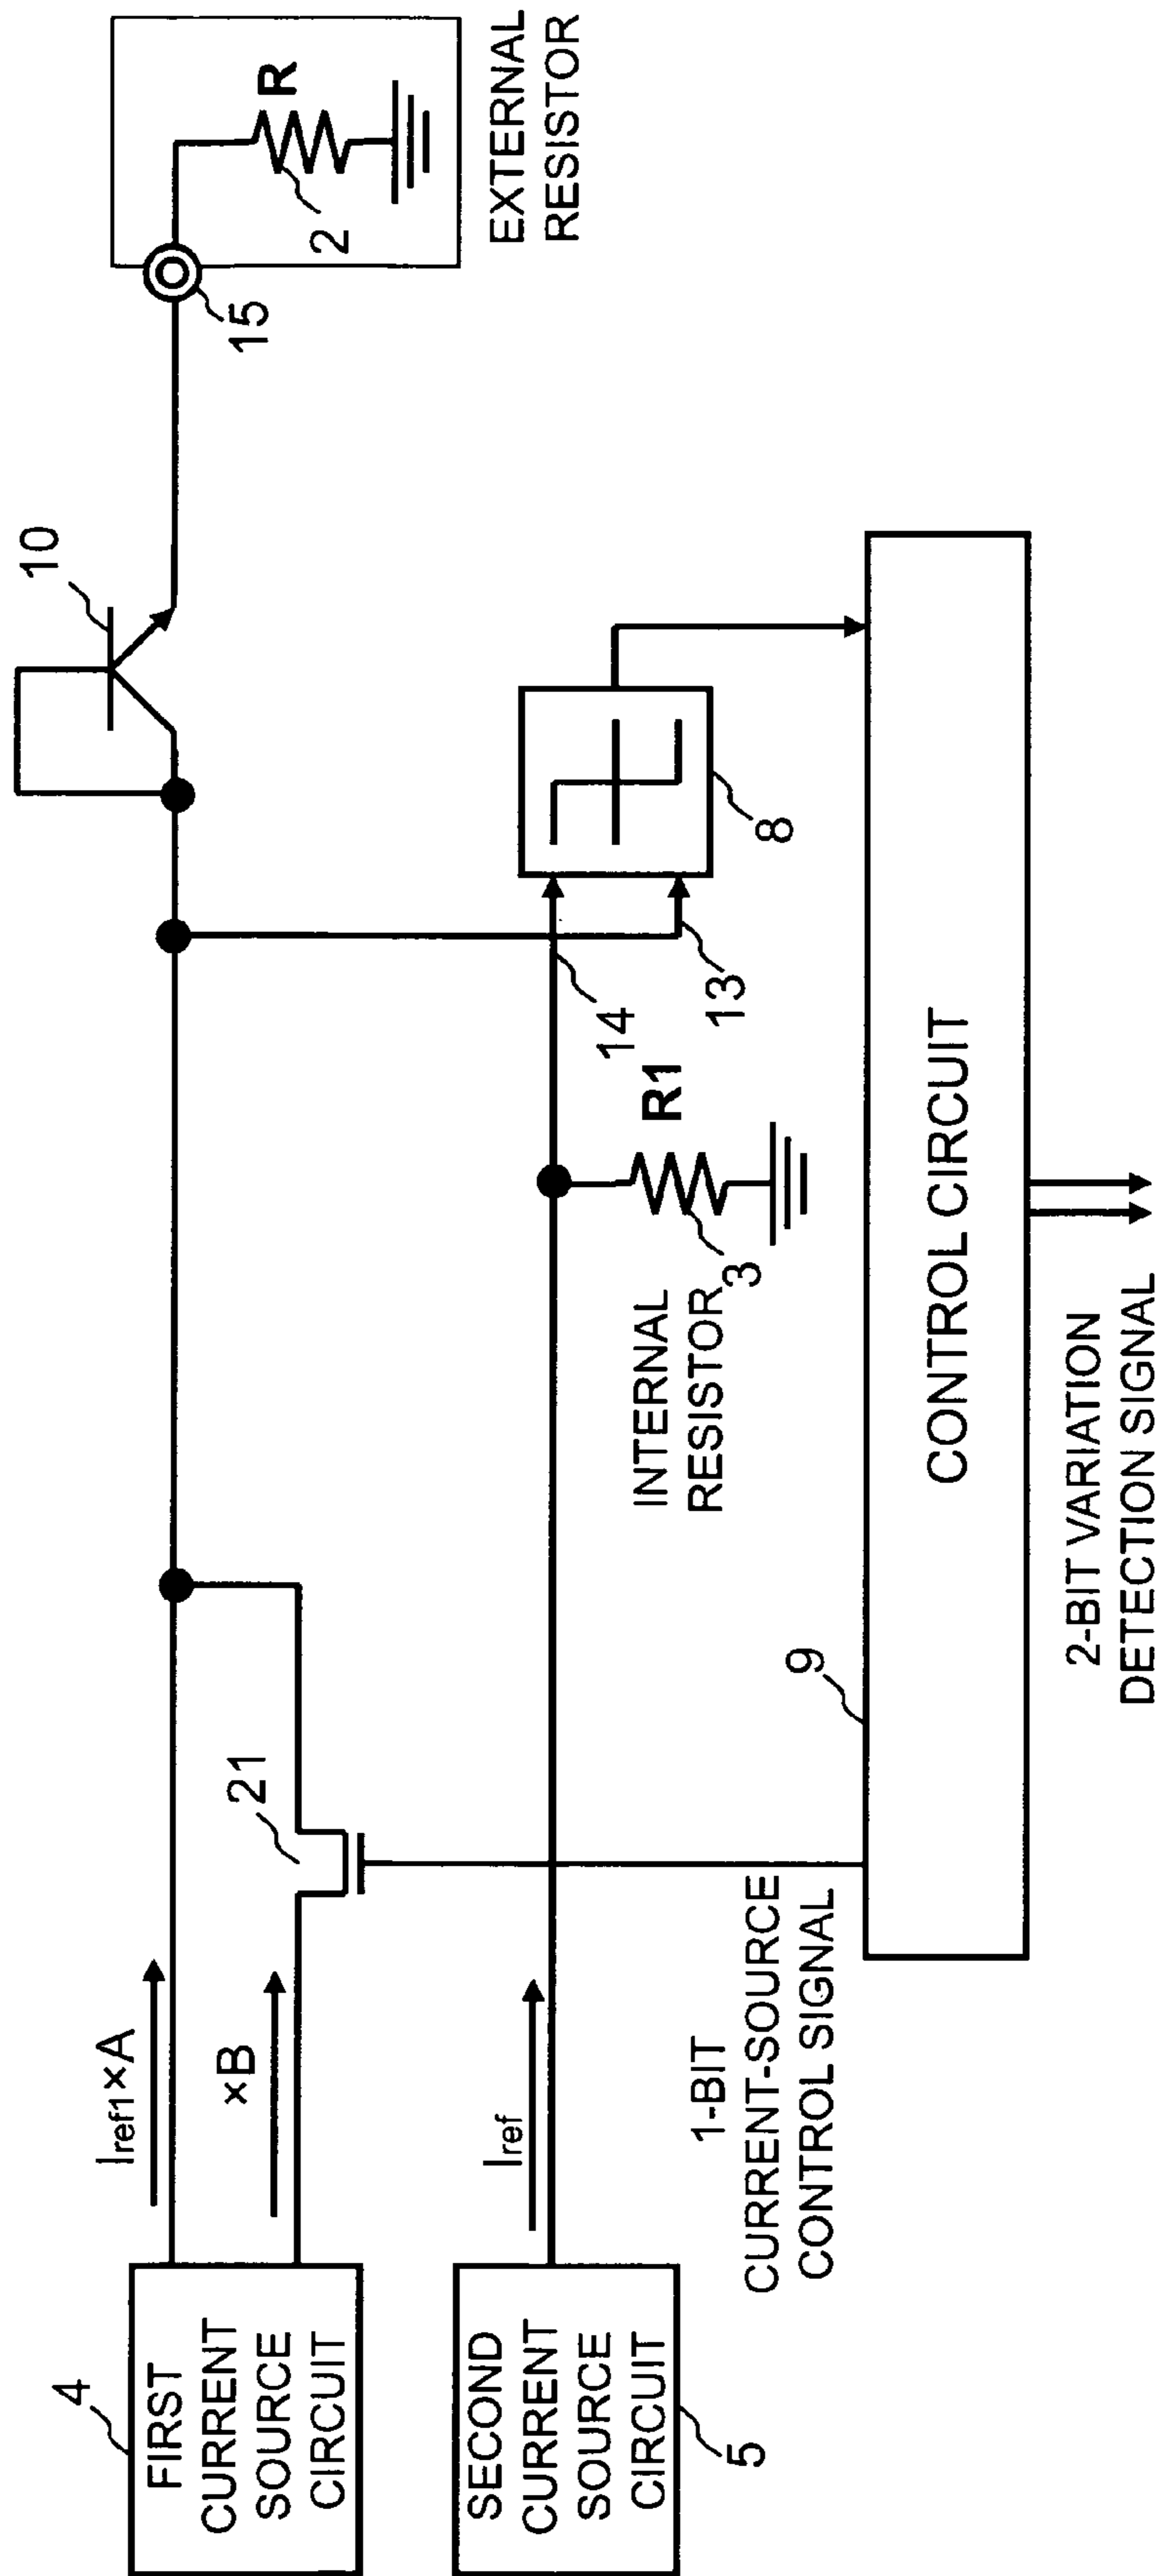 4
FIRST
CURRENT
SOURCE
CIRCUIT
Iref1×A
×B
21
10
15
2
R
EXTERNAL
RESISTOR
SECOND
CURRENT
SOURCE
CIRCUIT
5
Iref
INTERNAL
RESISTOR
3
R1
14
13
8
1-BIT
CURRENT-SOURCE
CONTROL SIGNAL
9
CONTROL CIRCUIT
2-BIT VARIATION
DETECTION SIGNAL